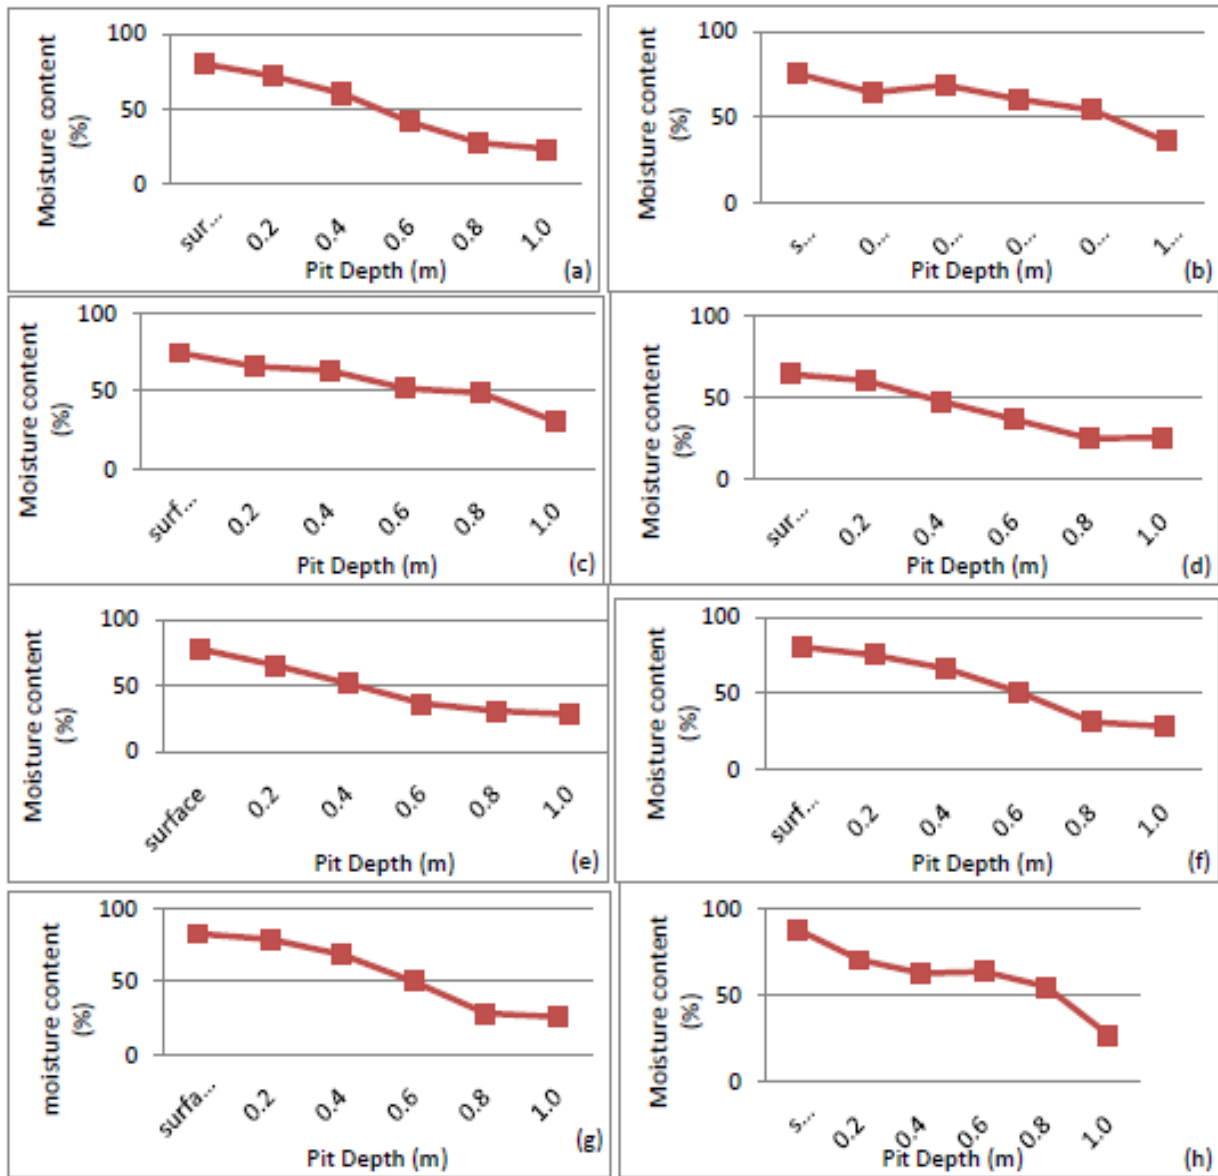 100
50
0
Moisture content
(%)
sur...
0.2
0.4
0.6
0.8
1.0
Pit Depth (m)
(a)
100
50
0
Moisture content
(%)
s...
0...
0...
0...
0...
1...
Pit Depth (m)
(b)
100
50
0
Moisture content
(%)
surf...
0.2
0.4
0.6
0.8
1.0
Pit Depth (m)
(c)
100
50
0
Moisture content
(%)
sur...
0.2
0.4
0.6
0.8
1.0
Pit Depth (m)
(d)
100
50
0
Moisture content
(%)
surface
0.2
0.4
0.6
0.8
1.0
Pit Depth (m)
(e)
100
50
0
Moisture content
(%)
surf...
0.2
0.4
0.6
0.8
1.0
Pit Depth (m)
(f)
100
50
0
moisture content
(%)
surfa...
0.2
0.4
0.6
0.8
1.0
Pit Depth (m)
(g)
100
50
0
Moisture content
(%)
s...
0.2
0.4
0.6
0.8
1.0
Pit Depth (m)
(h)